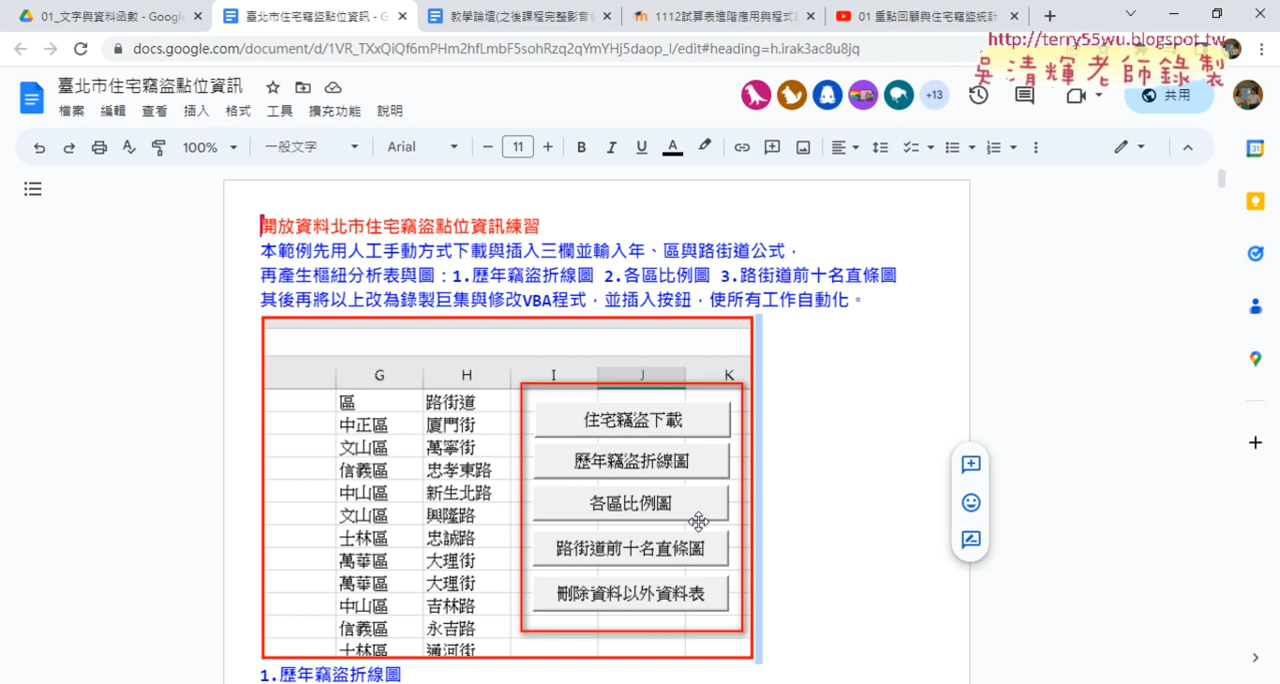 01_文字與資料函數 - Google
臺北市住宅竊盜點位資訊 - G
教學論壇(之後課程完整影音
1112試算表進階應用與程式
01 重點回顧與住宅竊盜統計
docs.google.com/document/d/1VR_TXxQiQf6mPHm2hfLmbF5sohRzq2qYmYHj5daop_I/edit#heading=h.irak3ac8u8jq
http://terry55wu.blogspot.tw
吳清輝老師錄製
臺北市住宅竊盜點位資訊
檔案 編輯 查看 插入 格式 工具 擴充功能 說明
+13
共用
100% 一般文字 Arial 11 B I U A
開放資料北市住宅竊盜點位資訊練習
本範例先用人工手動方式下載與插入三欄並輸入年、區與路街道公式，
再產生樞紐分析表與圖：1.歷年竊盜折線圖 2.各區比例圖 3.路街道前十名直條圖
其後再將以上改為錄製巨集與修改VBA程式，並插入按鈕，使所有工作自動化。
G H I J K
區 路街道
中正區 廈門街
文山區 萬寧街
信義區 忠孝東路
中山區 新生北路
文山區 興隆路
士林區 忠誠路
萬華區 大理街
萬華區 大理街
中山區 吉林路
信義區 永吉路
士林區 通河街
住宅竊盜下載
歷年竊盜折線圖
各區比例圖
路街道前十名直條圖
刪除資料以外資料表
1.歷年竊盜折線圖
31